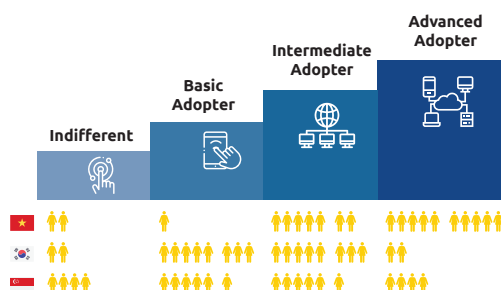 Advanced
Adopter
Intermediate
Adopter
Basic
Adopter
Indifferent